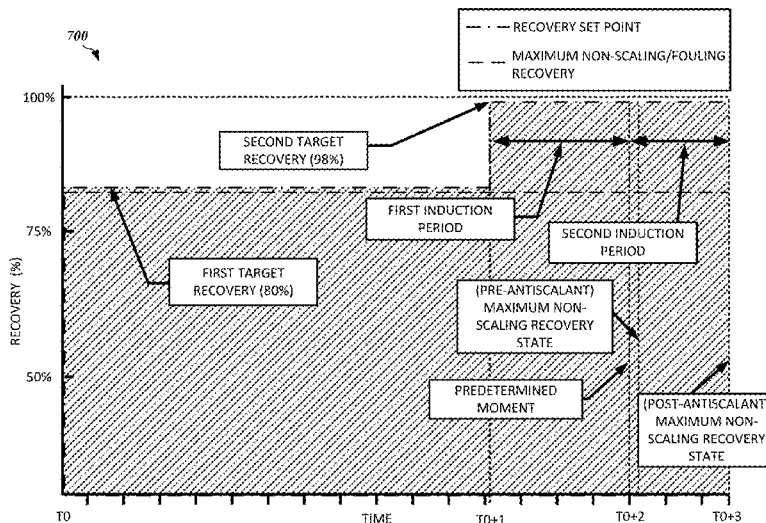 700
RECOVERY SET POINT
MAXIMUM NON-SCALING/FOULING
RECOVERY
100%
SECOND TARGET
RECOVERY (98%)
FIRST INDUCTION
PERIOD
SECOND INDUCTION
PERIOD
75%
FIRST TARGET
RECOVERY (80%)
RECOVERY (%)
(PRE-ANTISCALANT)
MAXIMUM NON-
SCALING RECOVERY
STATE
50%
PREDETERMINED
MOMENT
(POST-ANTISCALANT)
MAXIMUM NON-
SCALING RECOVERY
STATE
T0 TIME T0+1 T0+2 T0+3